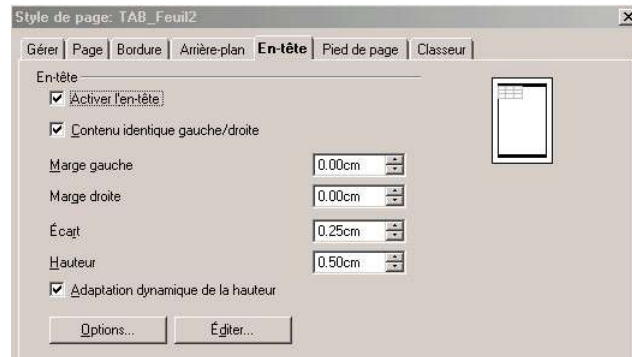 Style de page: TAB_Feuil2
Gérer Page Bordure Arrière-plan En-tête Pied de page Classeur
En-tête
Activer l'en-tête
Contenu identique gauche/droite
Marge gauche 0.00cm
Marge droite 0.00cm
Écart 0.25cm
Hauteur 0.50cm
Adaptation dynamique de la hauteur
Options... Éditer...